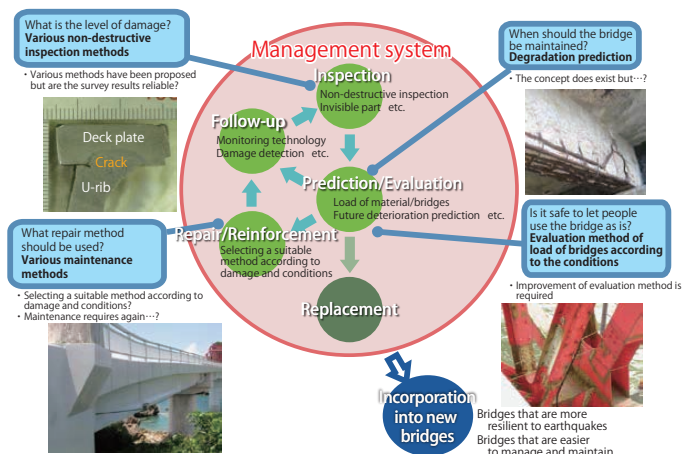 What is the level of damage?
Various non-destructive
inspection methods
・Various methods have been proposed
but are the survey results reliable?
Deck plate
Crack
U-rib
When should the bridge
be maintained?
Degradation prediction
・The concept does exist but…?
Management system
Inspection
Non-destructive inspection
Invisible part etc.
Follow-up
Monitoring technology
Damage detection etc.
Prediction/Evaluation
Load of material/bridges
Future deterioration prediction etc.
Repair/Reinforcement
Selecting a suitable
method according to
damage and conditions
Replacement
What repair method
should be used?
Various maintenance
methods
・Selecting a suitable method according to
damage and conditions?
・Maintenance requires again…?
Is it safe to let people
use the bridge as is?
Evaluation method of
load of bridges according
to the conditions
・Improvement of evaluation method is
required
Incorporation
into new
bridges
Bridges that are more
resilient to earthquakes
Bridges that are easier
to manage and maintain